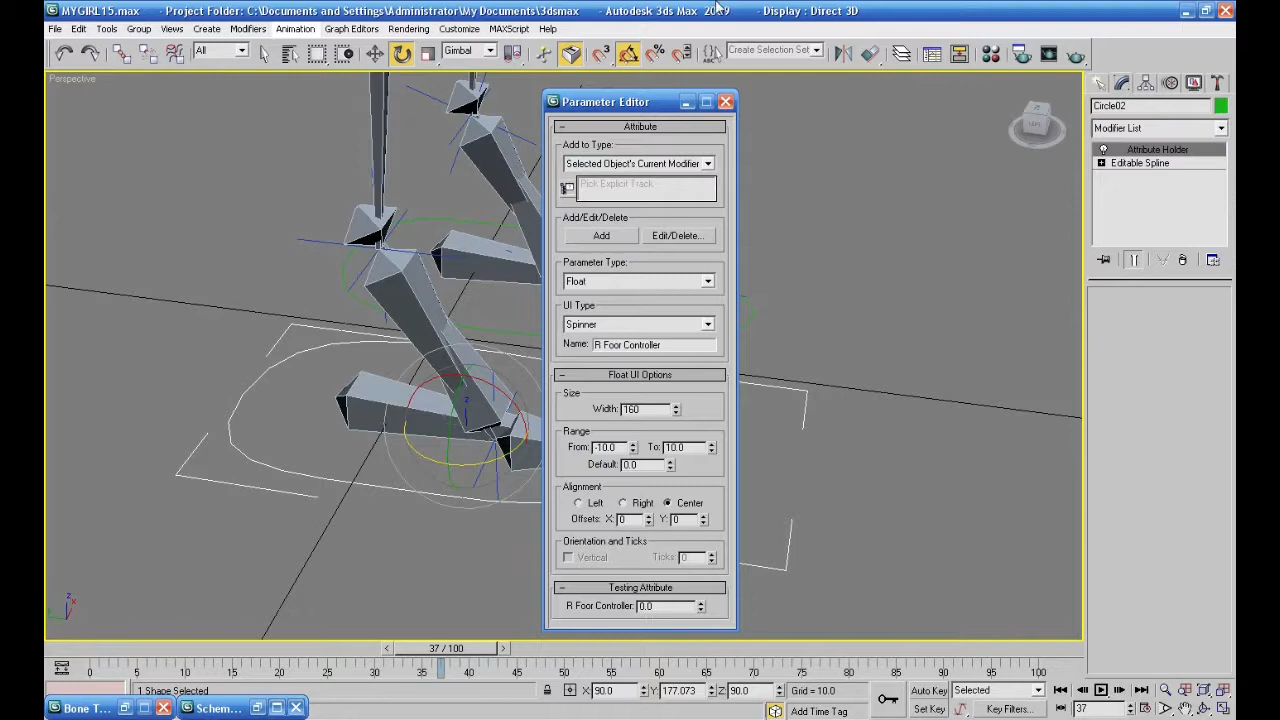 MYGIRL15.max - Project Folder: C:\Documents and Settings\Administrator\My Documents\3dsmax - Autodesk 3ds Max - Display : Direct 3D
File Edit Tools Group Views Create Modifiers Animation Graph Editors Rendering Customize MAXScript Help
All
Gimbal
3
ABC
Create Selection Set
Perspective
Parameter Editor
Attribute
Add to Type:
Selected Object's Current Modifier
Pick Explicit Track
Add/Edit/Delete
Add Edit/Delete...
Parameter Type:
Float
UI Type
Spinner
Name: R Foor Controller
Float UI Options
Size
Width: 160
Range
From: -10.0 To: 10.0
Default: 0.0
Alignment
Left Right Center
Offsets: X: 0 Y: 0
Orientation and Ticks
Vertical Ticks: 0
Testing Attribute
R Foor Controller: 0.0
Circle02
Modifier List
Attribute Holder
Editable Spline
z
z
x
37 / 100
0 5 10 15 20 25 30 35 40 45 50 55 60 65 70 75 80 85 90 95 100
1 Shape Selected
X: 90.0 Y: 177.073 Z: 90.0
Grid = 10.0
Add Time Tag
Auto Key Selected
Set Key Key Filters...
37
Bone T...
Schem...